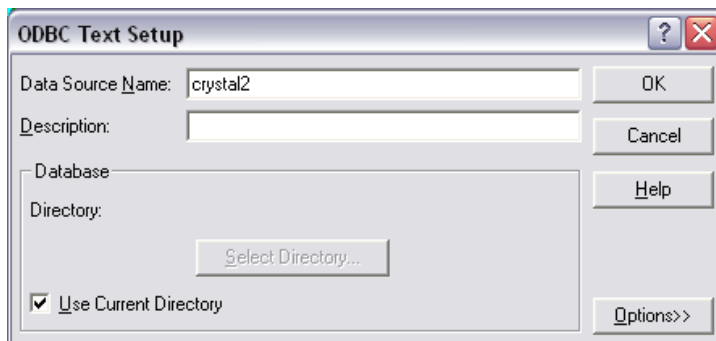 ODBC Text Setup
Data Source Name: crystal2 OK
Description: Cancel
Database Help
Directory:
Select Directory...
Use Current Directory Options>>